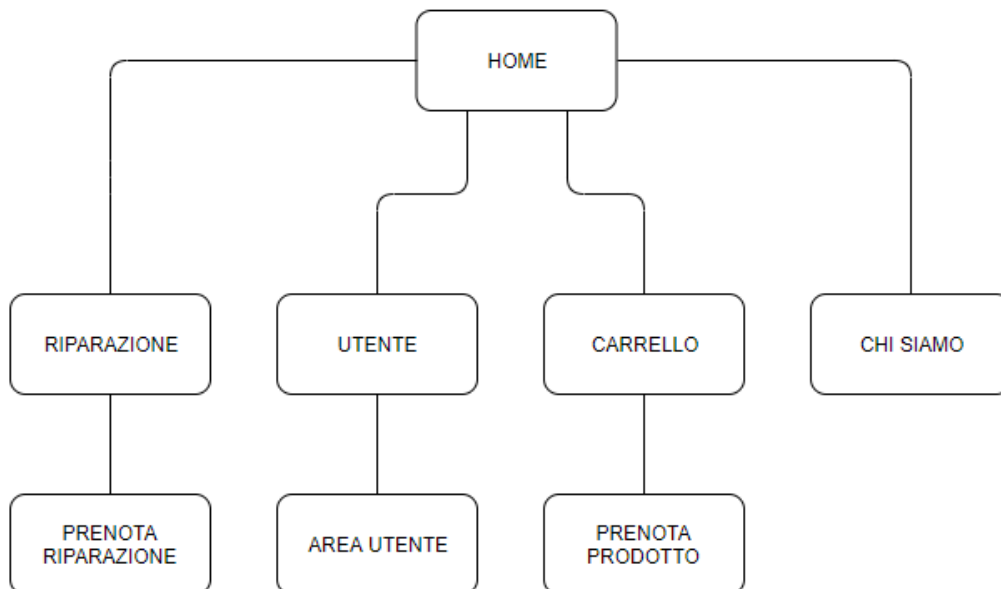 HOME
RIPARAZIONE
UTENTE
CARRELLO
CHI SIAMO
PRENOTA
RIPARAZIONE
AREA UTENTE
PRENOTA
PRODOTTO